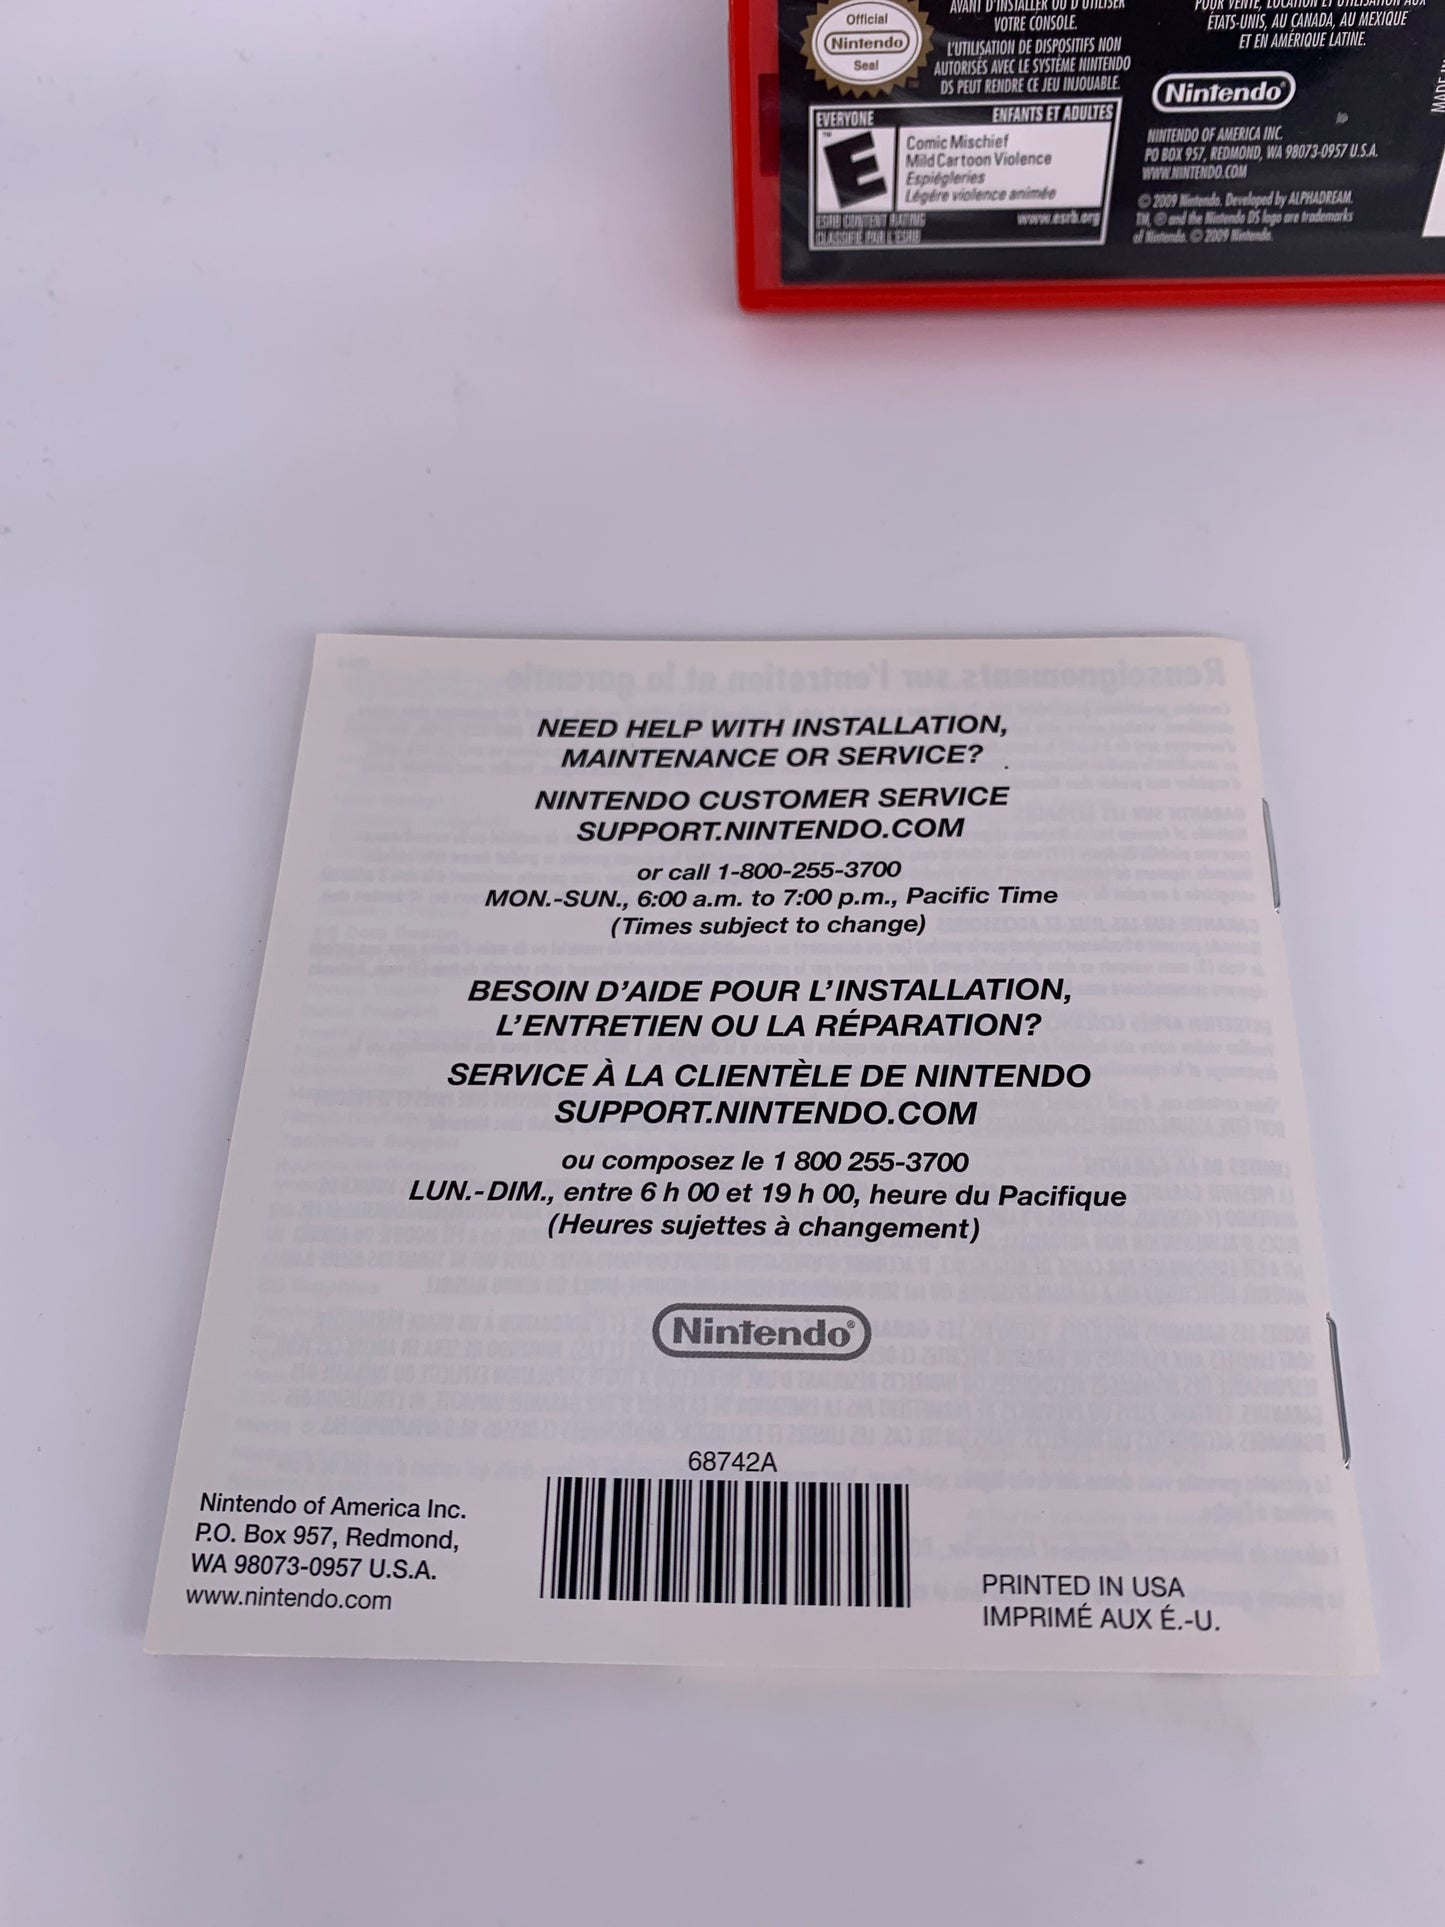 AVANT D'INSTALLER OU D'UTILISER
VOTRE CONSOLE.
L'UTILISATION DE DISPOSITIFS NON
AUTORISÉS AVEC LE SYSTÈME NINTENDO
DS PEUT RENDRE CE JEU INJOUABLE.
Official
Nintendo
Seal
POUR VENTE, LOCATION ET UTILISATION AUX
ÉTATS-UNIS, AU CANADA, AU MEXIQUE
ET EN AMÉRIQUE LATINE.
Nintendo®
NINTENDO OF AMERICA INC.
PO BOX 957, REDMOND, WA 98073-0957 U.S.A.
WWW.NINTENDO.COM
© 2009 Nintendo. Developed by ALPHADREAM.
TM, ® and the Nintendo DS logo are trademarks
of Nintendo. © 2009 Nintendo.
MADE
EVERYONE ENFANTS ET ADULTES
E
Comic Mischief
Mild Cartoon Violence
Espiègleries
Légère violence animée
ESRB CONTENT RATING www.esrb.org
CLASSIFIÉ PAR L'ESRB
Renseignements sur l'entretien et la garantie
NEED HELP WITH INSTALLATION,
MAINTENANCE OR SERVICE?
NINTENDO CUSTOMER SERVICE
SUPPORT.NINTENDO.COM
or call 1-800-255-3700
MON.-SUN., 6:00 a.m. to 7:00 p.m., Pacific Time
(Times subject to change)
BESOIN D'AIDE POUR L'INSTALLATION,
L'ENTRETIEN OU LA RÉPARATION?
SERVICE À LA CLIENTÈLE DE NINTENDO
SUPPORT.NINTENDO.COM
ou composez le 1 800 255-3700
LUN.-DIM., entre 6 h 00 et 19 h 00, heure du Pacifique
(Heures sujettes à changement)
Nintendo®
68742A
Nintendo of America Inc.
P.O. Box 957, Redmond,
WA 98073-0957 U.S.A.
www.nintendo.com
PRINTED IN USA
IMPRIMÉ AUX É.-U.